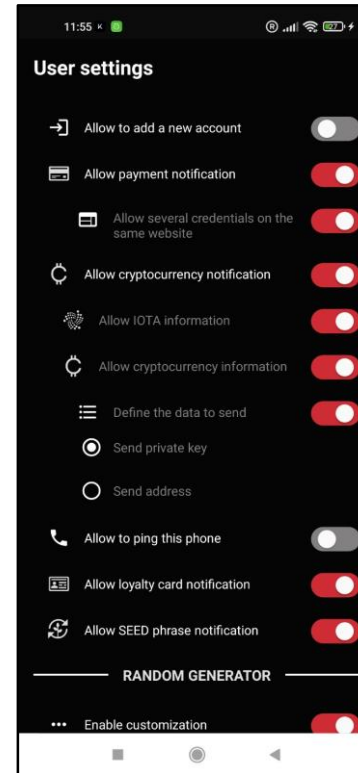 11:55
User settings
Allow to add a new account
Allow payment notification
Allow several credentials on the
same website
Allow cryptocurrency notification
Allow IOTA information
Allow cryptocurrency information
Define the data to send
Send private key
Send address
Allow to ping this phone
Allow loyalty card notification
Allow SEED phrase notification
RANDOM GENERATOR
Enable customization